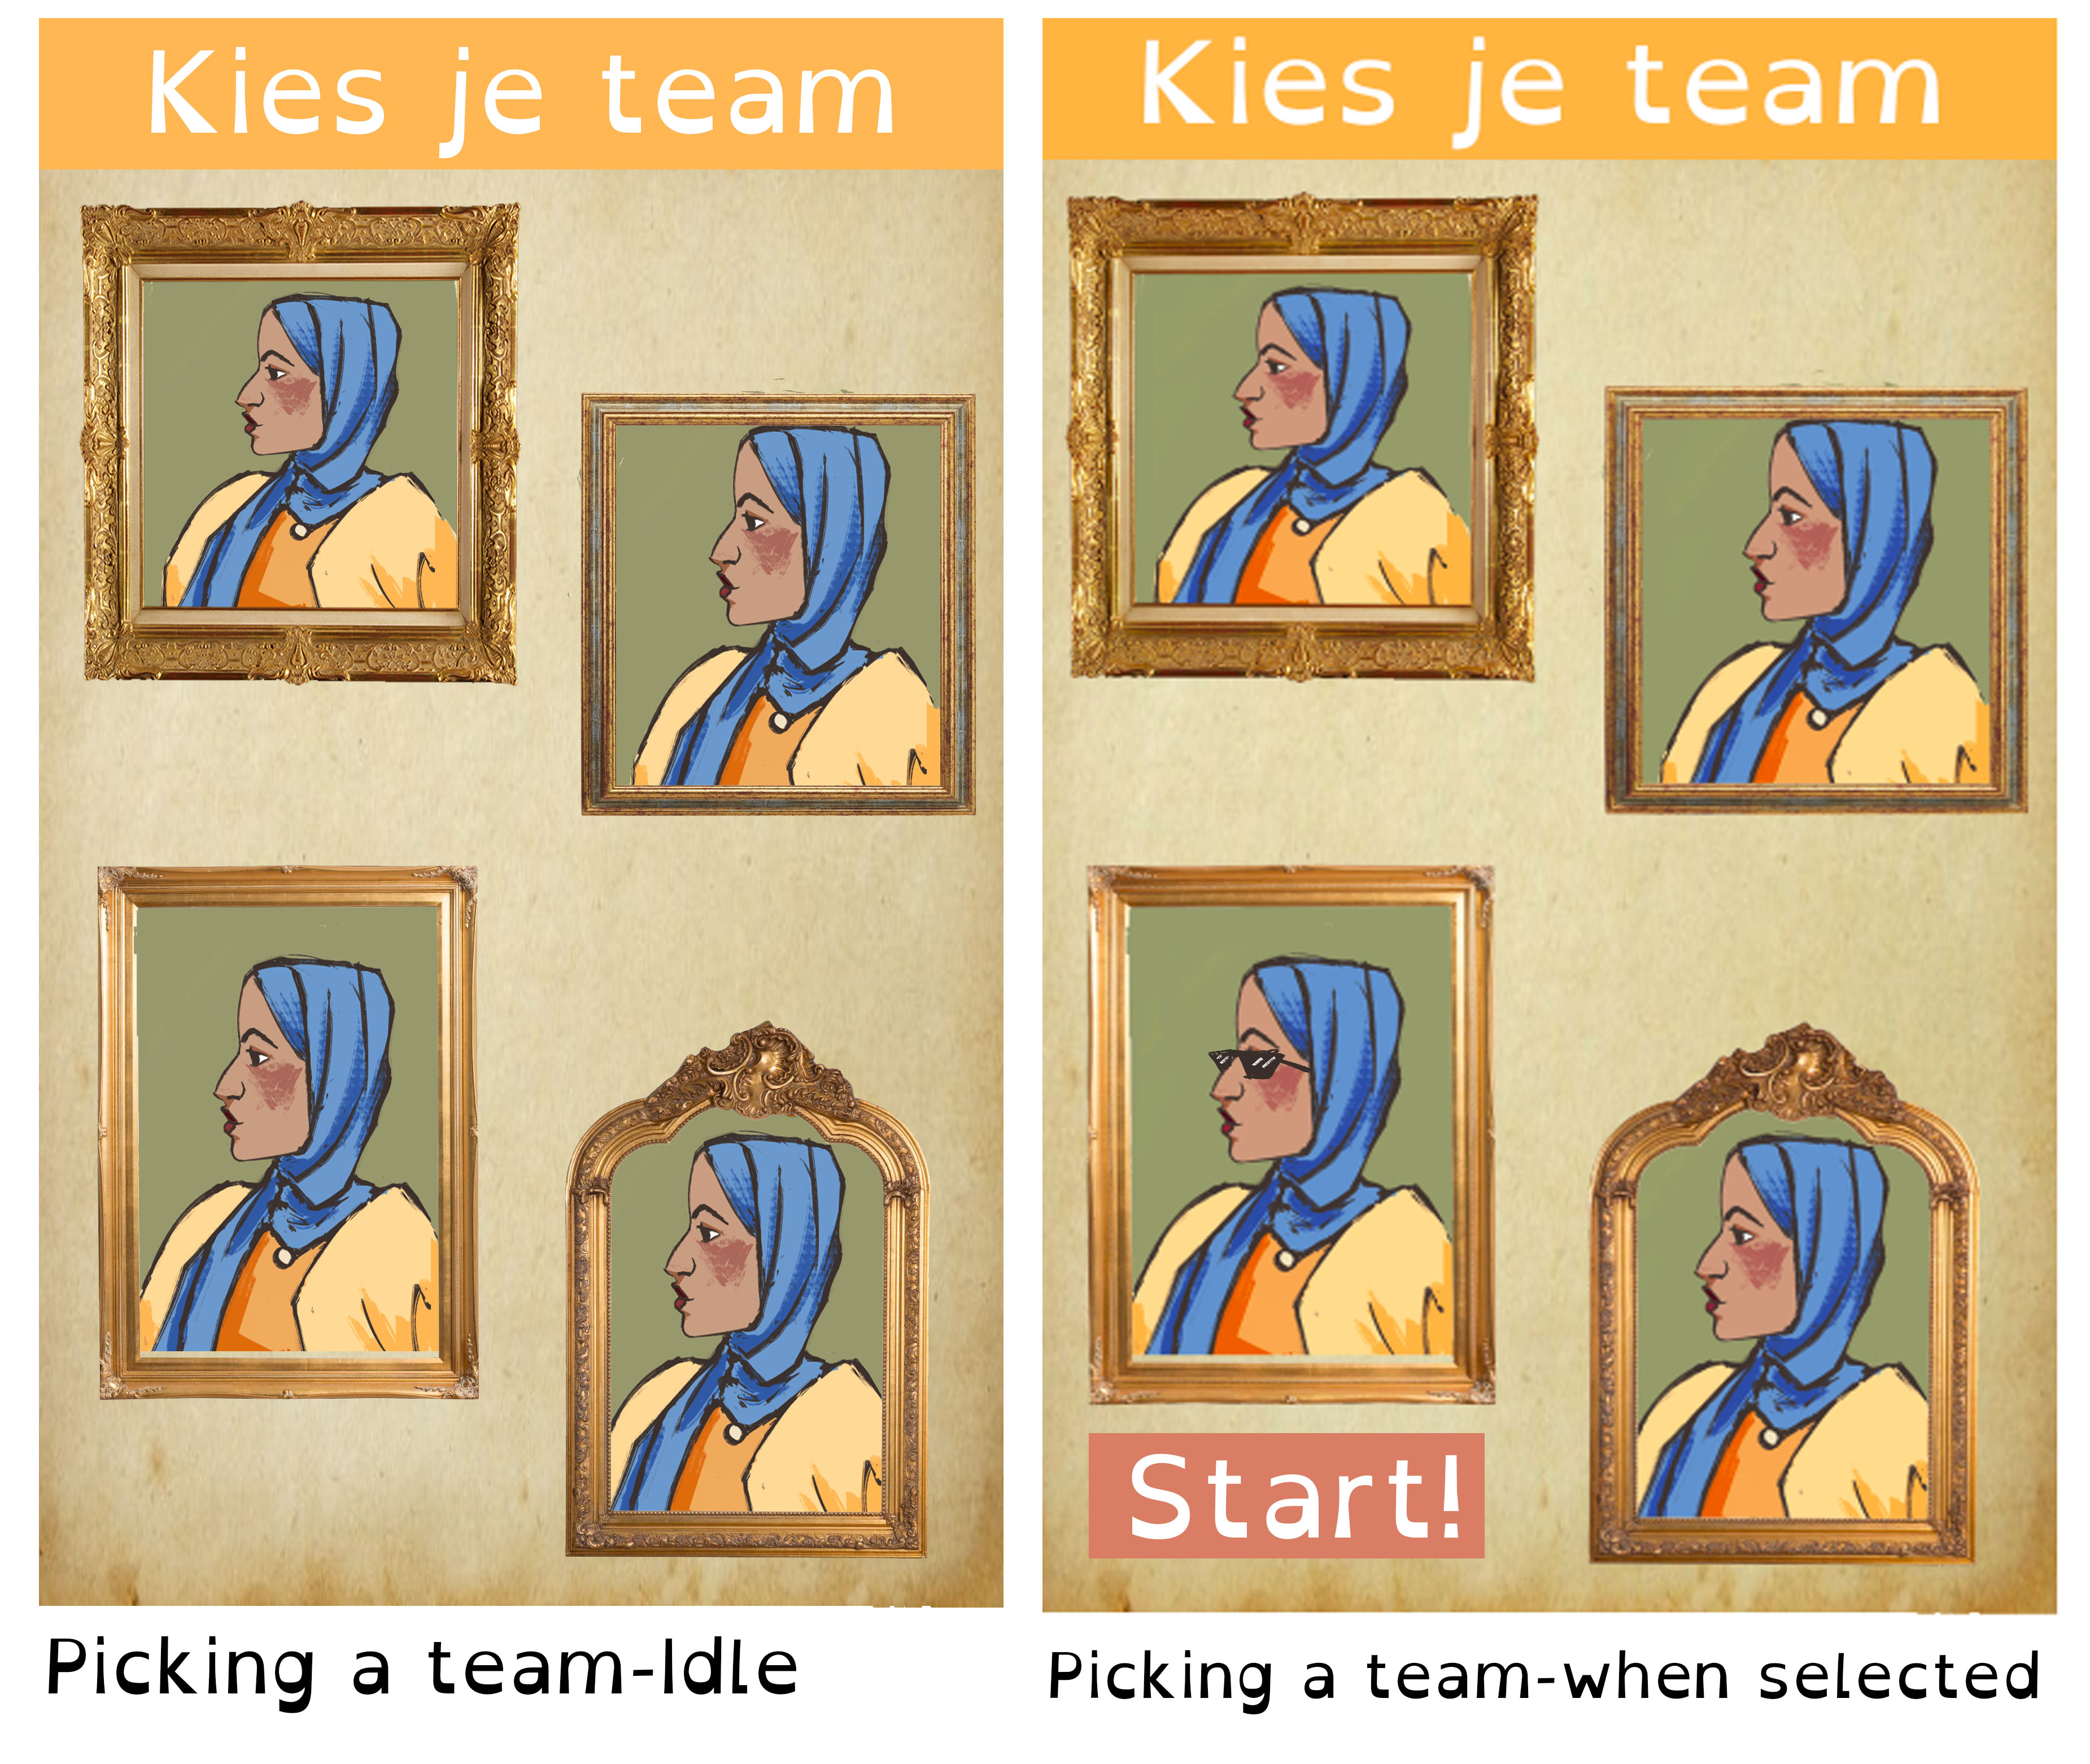 Kies je team
Picking a team-Idle
Kies je team
Start!
Picking a team-when selected